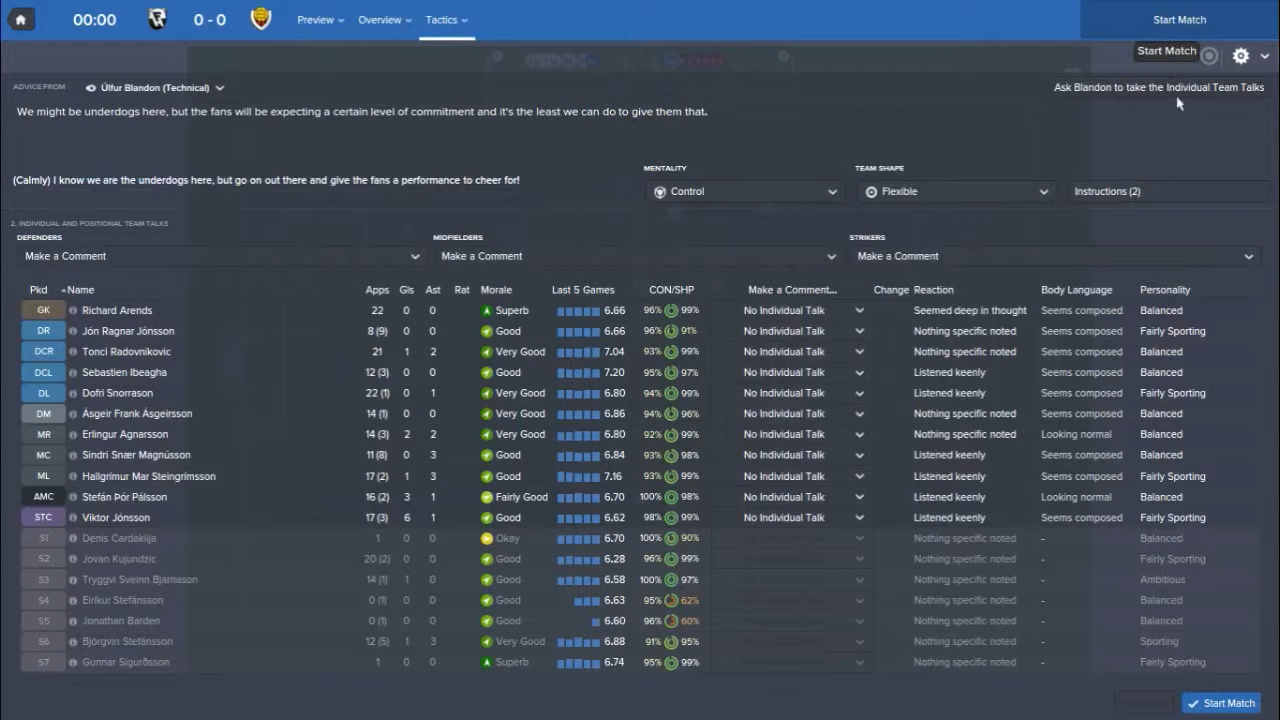 00:00 0 - 0 Preview Overview Tactics Start Match
Start Match
ADVICE FROM Úlfur Blandon (Technical) Ask Blandon to take the Individual Team Talks
We might be underdogs here, but the fans will be expecting a certain level of commitment and it's the least we can do to give them that.
MENTALITY TEAM SHAPE
(Calmly) I know we are the underdogs here, but go on out there and give the fans a performance to cheer for! Control Flexible Instructions (2)
2. INDIVIDUAL AND POSITIONAL TEAM TALKS
DEFENDERS MIDFIELDERS STRIKERS
Make a Comment Make a Comment Make a Comment
Pkd Name Apps Gls Ast Rat Morale Last 5 Games CON/SHP Make a Comment... Change Reaction Body Language Personality
GK Richard Arends 22 0 0 Superb 6.66 96% 99% No Individual Talk Seemed deep in thought Seems composed Balanced
DR Jón Ragnar Jónsson 8 (9) 0 0 Good 6.66 96% 91% No Individual Talk Nothing specific noted Seems composed Fairly Sporting
DCR Tonci Radovnikovic 21 1 2 Very Good 7.04 93% 99% No Individual Talk Nothing specific noted Seems composed Balanced
DCL Sebastien Ibeagha 12 (3) 0 0 Good 7.20 95% 97% No Individual Talk Listened keenly Seems composed Balanced
DL Dofri Snorrason 22 (1) 0 1 Very Good 6.80 94% 99% No Individual Talk Listened keenly Seems composed Fairly Sporting
DM Ásgeir Frank Ásgeirsson 14 (1) 0 0 Very Good 6.86 94% 96% No Individual Talk Nothing specific noted Seems composed Balanced
MR Erlingur Agnarsson 14 (3) 2 2 Very Good 6.80 92% 99% No Individual Talk Nothing specific noted Looking normal Balanced
MC Sindri Snær Magnússon 11 (8) 0 3 Good 6.84 93% 98% No Individual Talk Listened keenly Seems composed Balanced
ML Hallgrímur Mar Steingrímsson 17 (2) 1 3 Good 7.16 93% 99% No Individual Talk Listened keenly Seems composed Fairly Sporting
AMC Stefán Þór Pálsson 16 (2) 3 1 Fairly Good 6.70 100% 98% No Individual Talk Listened keenly Looking normal Balanced
STC Viktor Jónsson 17 (3) 6 1 Good 6.62 98% 99% No Individual Talk Listened keenly Seems composed Fairly Sporting
S1 Denis Cardaklija 1 0 0 Okay 6.70 100% 90% Nothing specific noted - Balanced
S2 Jovan Kujundzic 20 (2) 0 0 Good 6.28 96% 99% Nothing specific noted - Fairly Sporting
S3 Tryggvi Sveinn Bjarnason 14 (1) 1 0 Good 6.58 100% 97% Nothing specific noted - Ambitious
S4 Eiríkur Stefánsson 0 (1) 0 0 Good 6.63 95% 62% Nothing specific noted - Balanced
S5 Jonathan Barden 0 (1) 0 0 Good 6.60 96% 60% Nothing specific noted - Balanced
S6 Björgvin Stefánsson 12 (5) 1 3 Very Good 6.88 91% 95% Nothing specific noted - Sporting
S7 Gunnar Sigurðsson 1 0 0 Superb 6.74 95% 99% Nothing specific noted - Fairly Sporting
Start Match